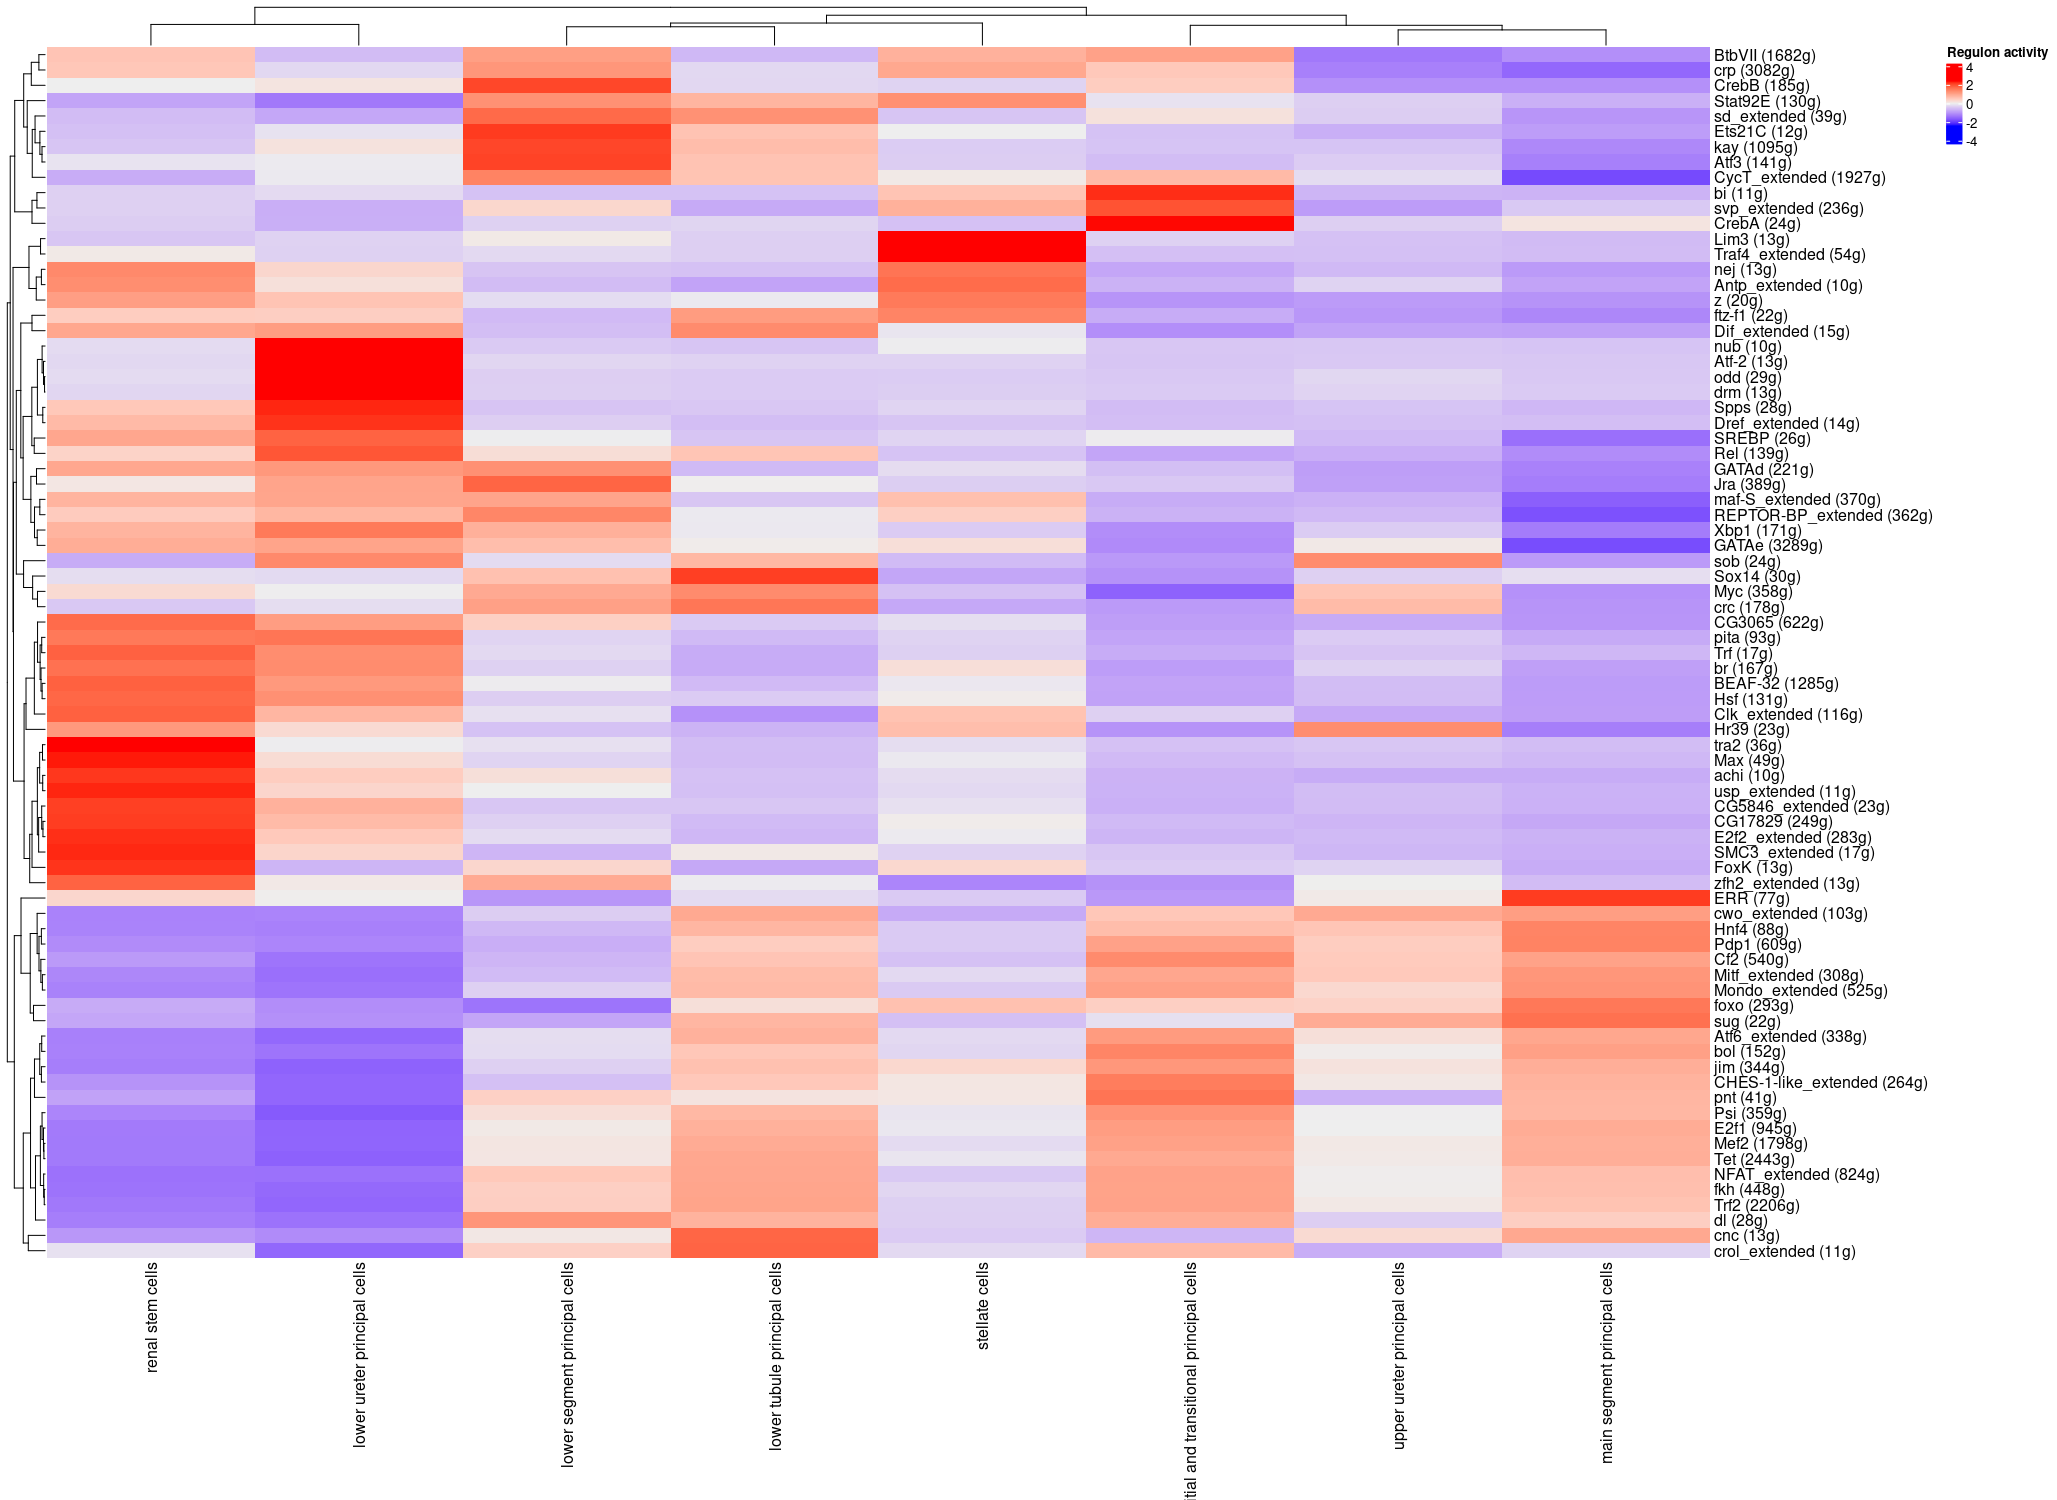 Regulon activity
4
2
0
-2
-4
BtbVII (1682g)
crp (3082g)
CrebB (185g)
Stat92E (130g)
sd_extended (39g)
Ets21C (12g)
kay (1095g)
Atf3 (141g)
CycT_extended (1927g)
bi (11g)
svp_extended (236g)
CrebA (24g)
Lim3 (13g)
Traf4_extended (54g)
nej (13g)
Antp_extended (10g)
z (20g)
ftz-f1 (22g)
Dif_extended (15g)
nub (10g)
Atf-2 (13g)
odd (29g)
drm (13g)
Spps (28g)
Dref_extended (14g)
SREBP (26g)
Rel (139g)
GATAd (221g)
Jra (389g)
maf-S_extended (370g)
REPTOR-BP_extended (362g)
Xbp1 (171g)
GATAe (3289g)
sob (24g)
Sox14 (30g)
Myc (358g)
crc (178g)
CG3065 (622g)
pita (93g)
Trf (17g)
br (167g)
BEAF-32 (1285g)
Hsf (131g)
Clk_extended (116g)
Hr39 (23g)
tra2 (36g)
Max (49g)
achi (10g)
usp_extended (11g)
CG5846_extended (23g)
CG17829 (249g)
E2f2_extended (283g)
SMC3_extended (17g)
FoxK (13g)
zfh2_extended (13g)
ERR (77g)
cwo_extended (103g)
Hnf4 (88g)
Pdp1 (609g)
Cf2 (540g)
Mitf_extended (308g)
Mondo_extended (525g)
foxo (293g)
sug (22g)
Atf6_extended (338g)
bol (152g)
jim (344g)
CHES-1-like_extended (264g)
pnt (41g)
Psi (359g)
E2f1 (945g)
Mef2 (1798g)
Tet (2443g)
NFAT_extended (824g)
fkh (448g)
Trf2 (2206g)
dl (28g)
cnc (13g)
crol_extended (11g)
renal stem cells
lower ureter principal cells
lower segment principal cells
lower tubule principal cells
stellate cells
itial and transitional principal cells
upper ureter principal cells
main segment principal cells